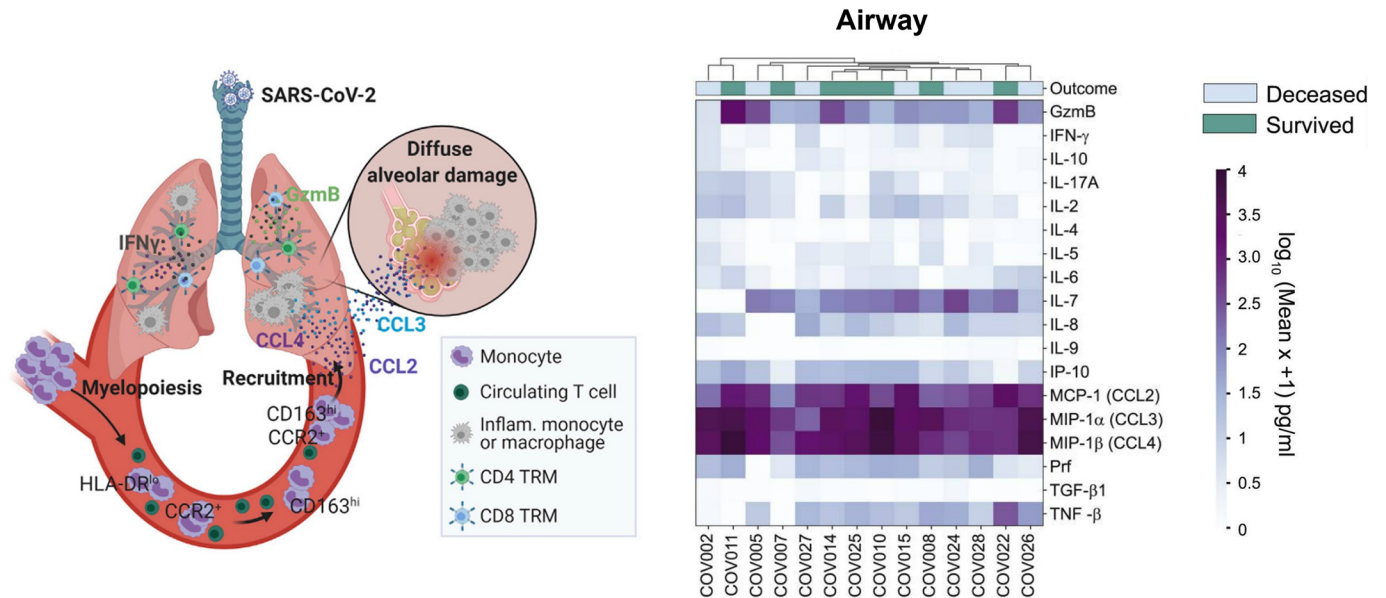 Airway
SARS-CoV-2
Diffuse
alveolar damage
GzmB
IFNγ
CCL3
CCL4
CCL2
Myelopoiesis
Recruitment
CD163hi
CCR2+
HLA-DRlo
CCR2+
CD163hi
Monocyte
Circulating T cell
Inflam. monocyte
or macrophage
CD4 TRM
CD8 TRM
Outcome
GzmB
IFN-γ
IL-10
IL-17A
IL-2
IL-4
IL-5
IL-6
IL-7
IL-8
IL-9
IP-10
MCP-1 (CCL2)
MIP-1α (CCL3)
MIP-1β (CCL4)
Prf
TGF-β1
TNF -β
COV002
COV011
COV005
COV007
COV027
COV014
COV025
COV010
COV015
COV008
COV024
COV028
COV022
COV026
Deceased
Survived
4
3.5
3.0
2.5
2
1.5
1
0.5
0
log10 (Mean x +1) pg/ml